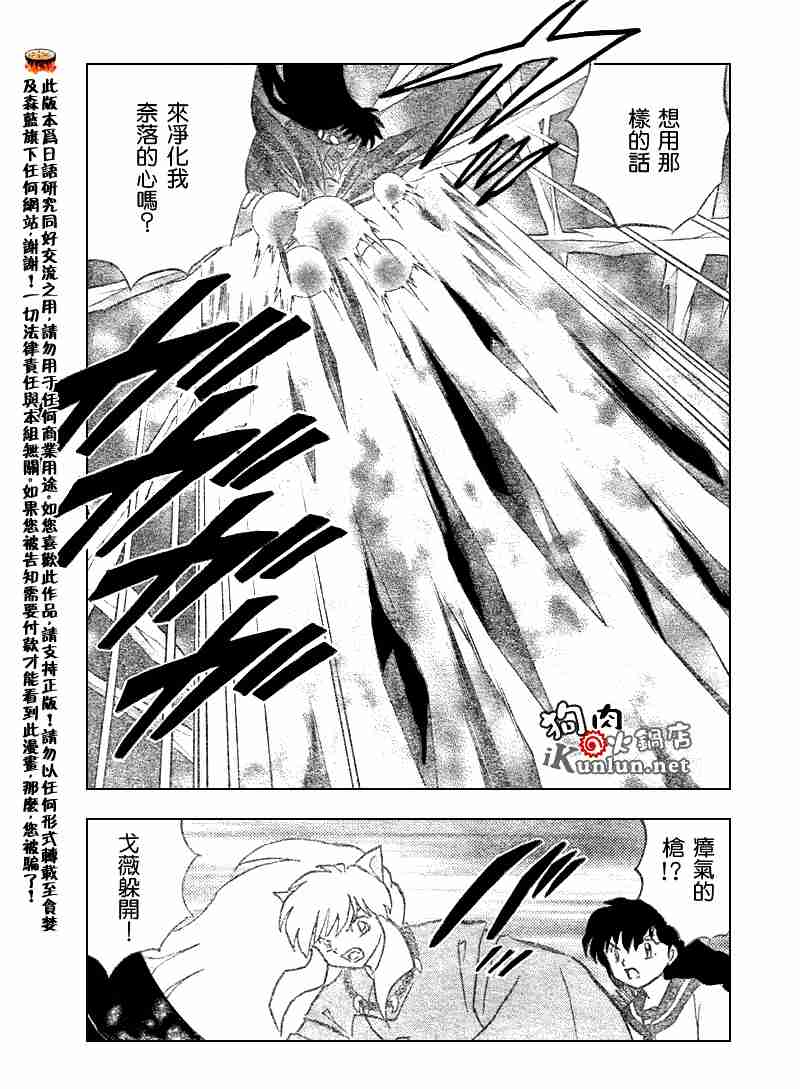 想用那
樣的話
來淨化我
奈落的心嗎？
瘴氣的
槍!?
戈薇躲開！
狗肉
火鍋店
iKunlun.net
此版本爲日語研究同好交流之用，請勿用于任何商業用途。如您喜歡此作品，請支持正版！請勿以任何形式轉載至貪婪
及森藍旗下任何網站，謝謝！一切法律責任與本組無關。如果您被告知需要付款才能看到此漫畫，那麼，您被騙了！